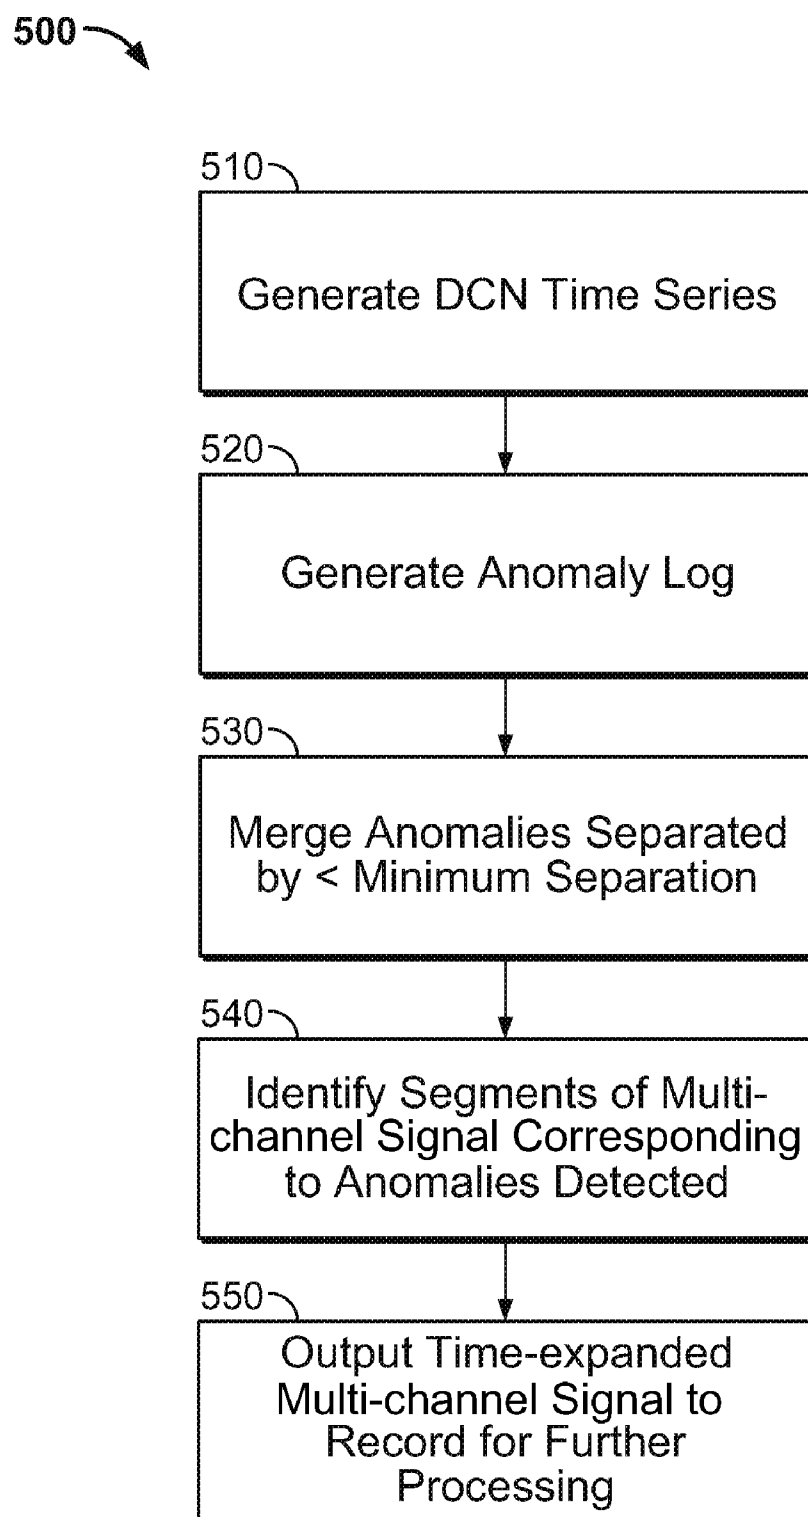 500
510
Generate DCN Time Series
520
Generate Anomaly Log
530
Merge Anomalies Separated
by < Minimum Separation
540
Identify Segments of Multi-
channel Signal Corresponding
to Anomalies Detected
550
Output Time-expanded
Multi-channel Signal to
Record for Further
Processing